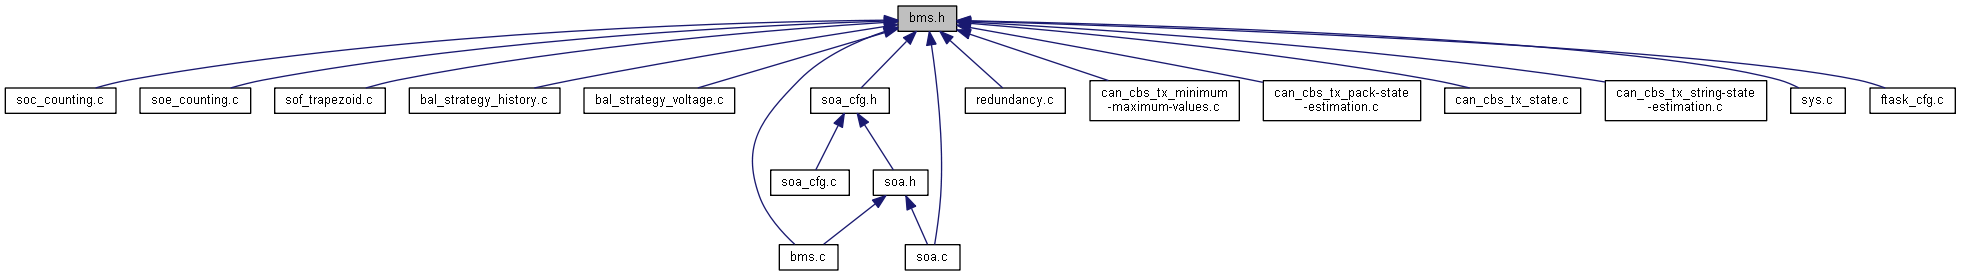 bms.h
soc_counting.c
soe_counting.c
sof_trapezoid.c
bal_strategy_history.c
bal_strategy_voltage.c
soa_cfg.h
redundancy.c
can_cbs_tx_minimum
-maximum-values.c
can_cbs_tx_pack-state
-estimation.c
can_cbs_tx_state.c
can_cbs_tx_string-state
-estimation.c
sys.c
ftask_cfg.c
soa_cfg.c
soa.h
bms.c
soa.c